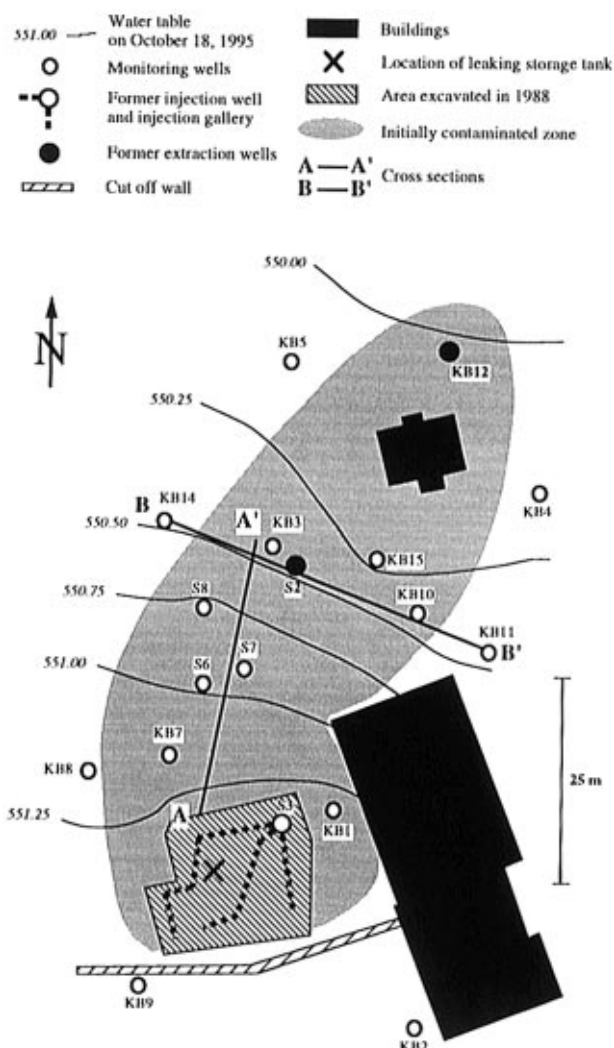 551.00
Water table
on October 18, 1995
Monitoring wells
Former injection well
and injection gallery
Former extraction wells
Cut off wall
Buildings
Location of leaking storage tank
Area excavated in 1988
Initially contaminated zone
A — A'
B — B'
Cross sections
550.00
N
KB5
KB12
550.25
KB4
B
KB14
A'
KB3
550.50
KB15
S2
550.75
S8
KB10
KB11
B'
S7
551.00
S6
KB7
KB8
25 m
551.25
A
S3
KB1
KB9
KB2